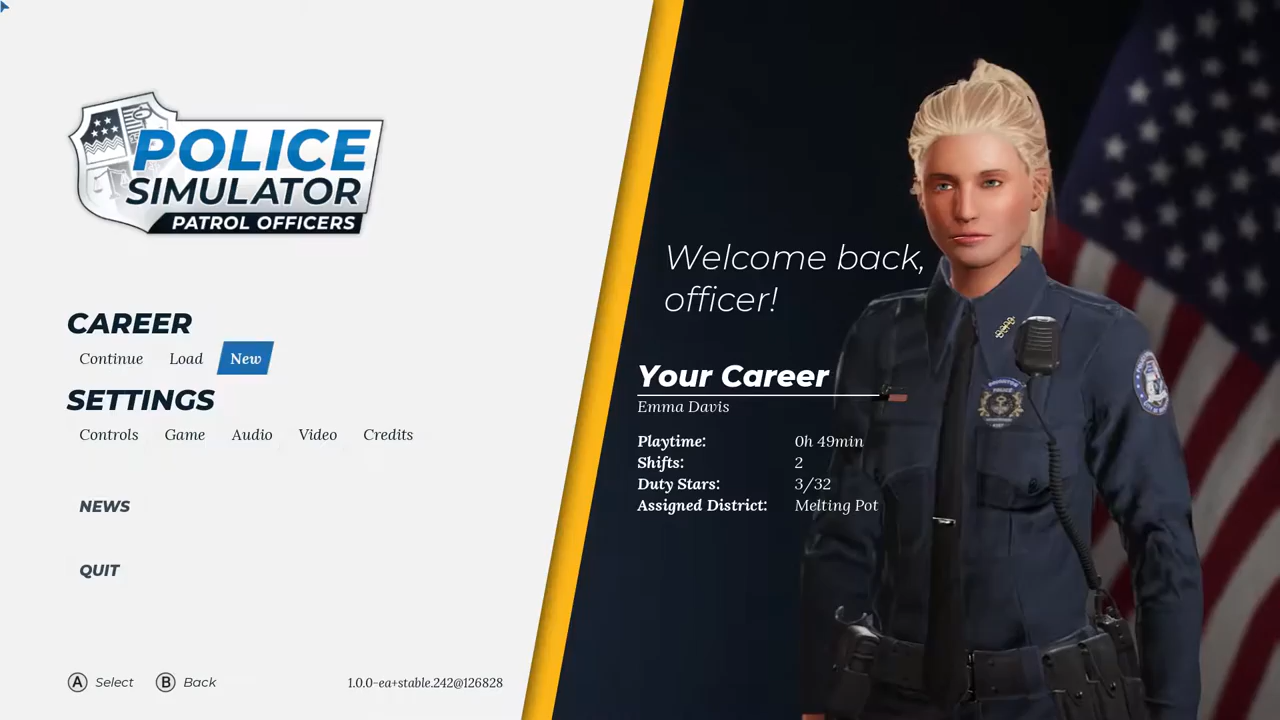 POLICE
SIMULATOR
PATROL OFFICERS
CAREER
Continue Load New
SETTINGS
Controls Game Audio Video Credits
NEWS
QUIT
A Select B Back 1.0.0-ea+stable.242@126828
Welcome back,
officer!
Your Career
Emma Davis
Playtime: 0h 49min
Shifts: 2
Duty Stars: 3/32
Assigned District: Melting Pot